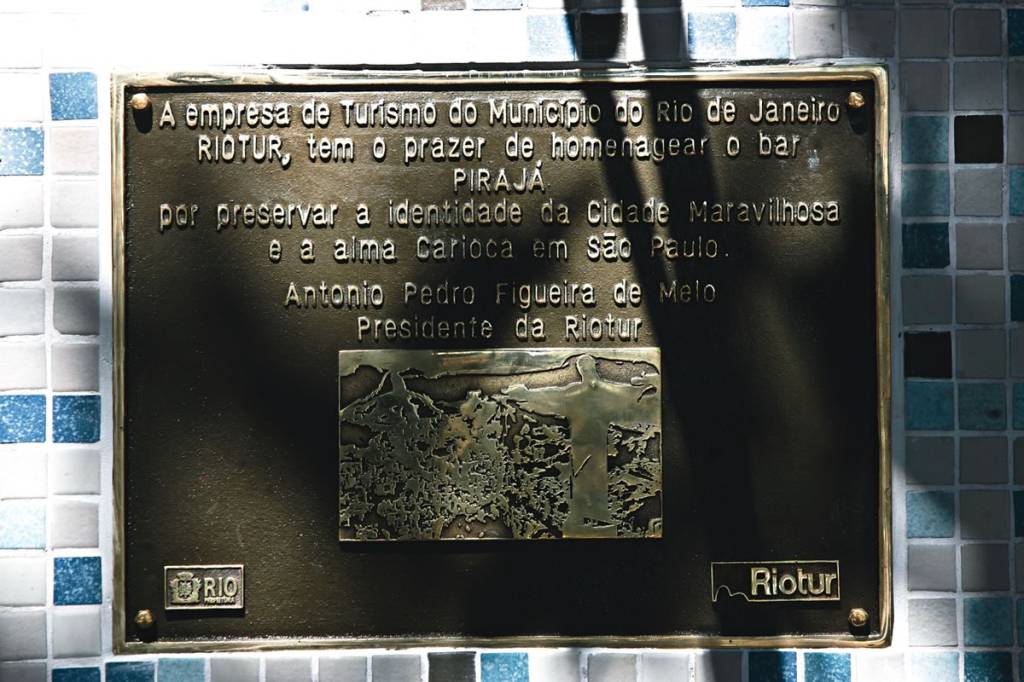 A empresa de Turismo do Município do Rio de Janeiro
RIOTUR, tem o prazer de homenagear o bar
PIRAJÁ
por preservar a identidade da Cidade Maravilhosa
e a alma Carioca em São Paulo.
Antonio Pedro Figueira de Melo
Presidente da Riotur
RIO
PREFEITURA
Riotur